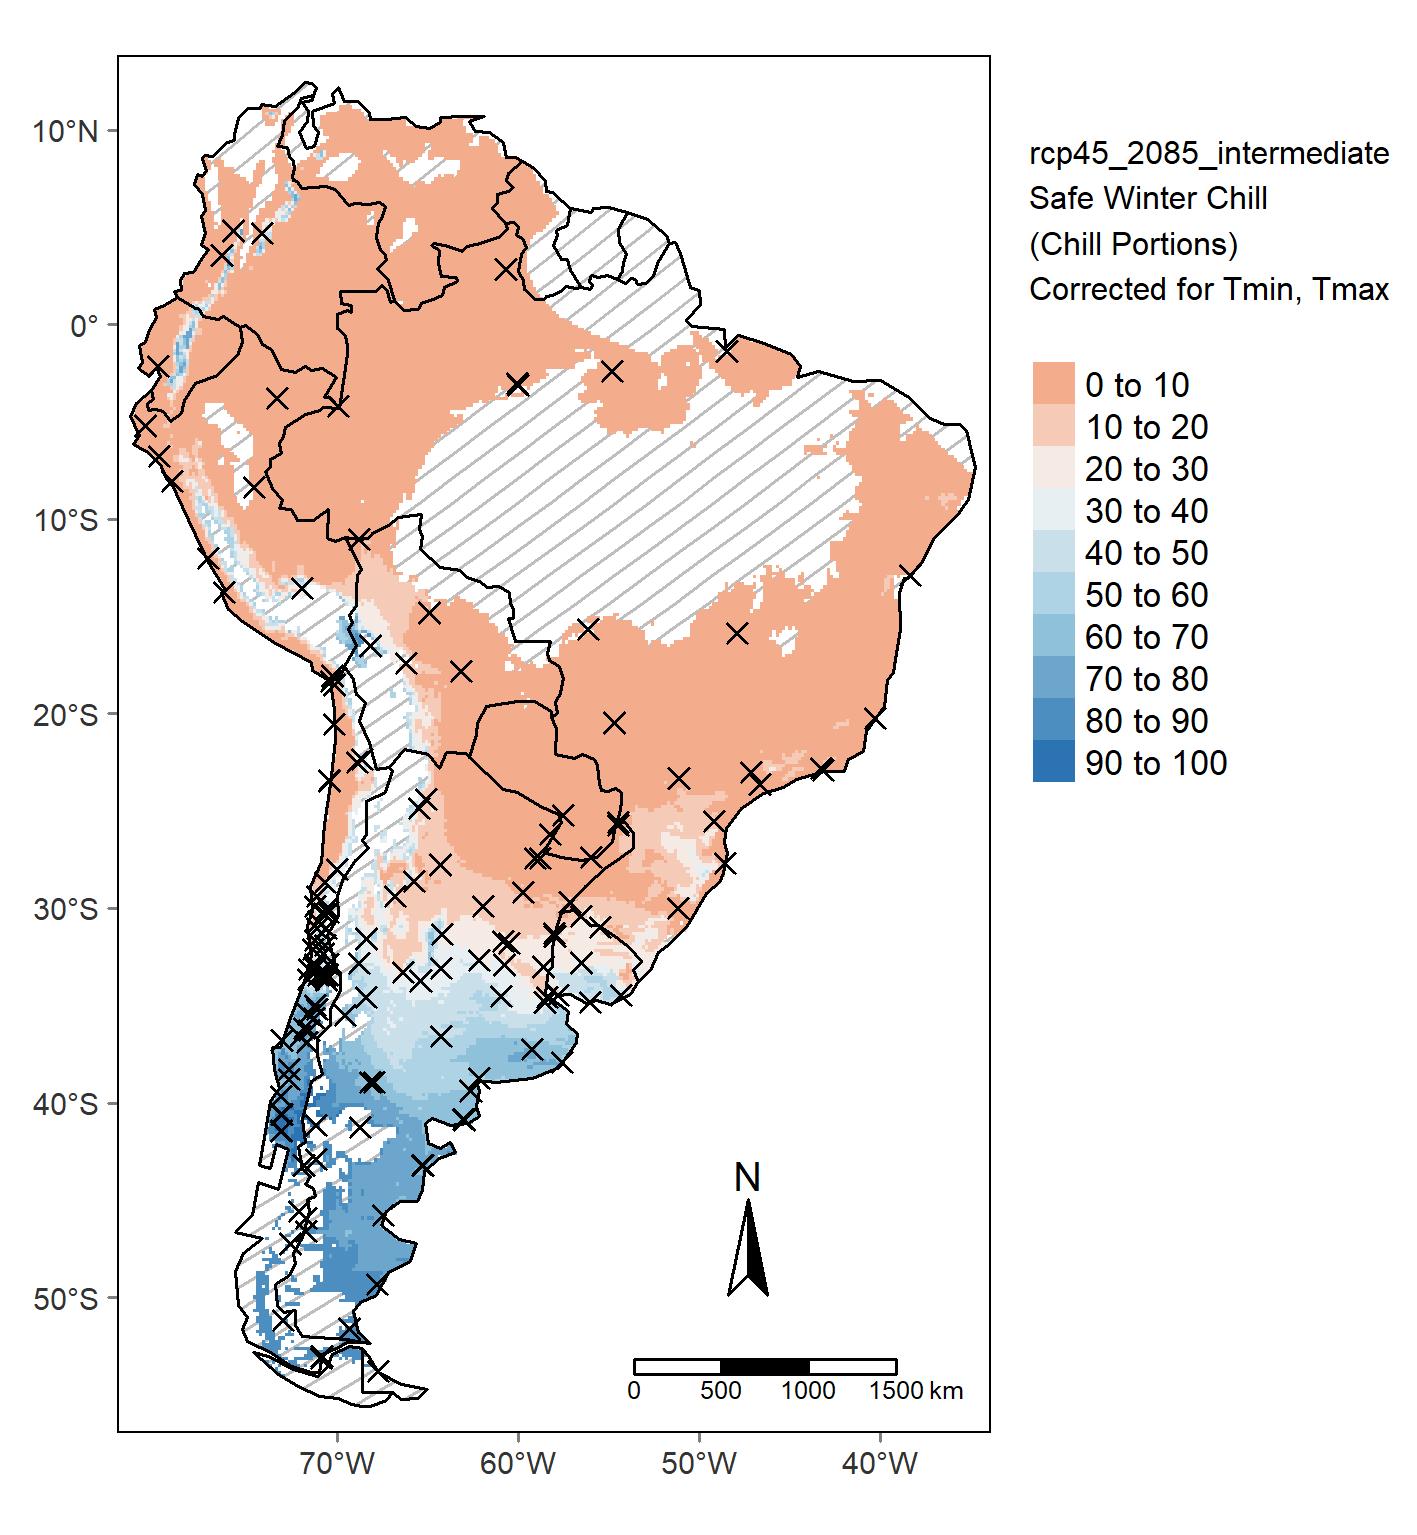 rcp45_2085_intermediate
Safe Winter Chill
(Chill Portions)
Corrected for Tmin, Tmax
0 to 10
10 to 20
20 to 30
30 to 40
40 to 50
50 to 60
60 to 70
70 to 80
80 to 90
90 to 100
10°N
0°
10°S
20°S
30°S
40°S
50°S
N
0 500 1000 1500 km
70°W 60°W 50°W 40°W